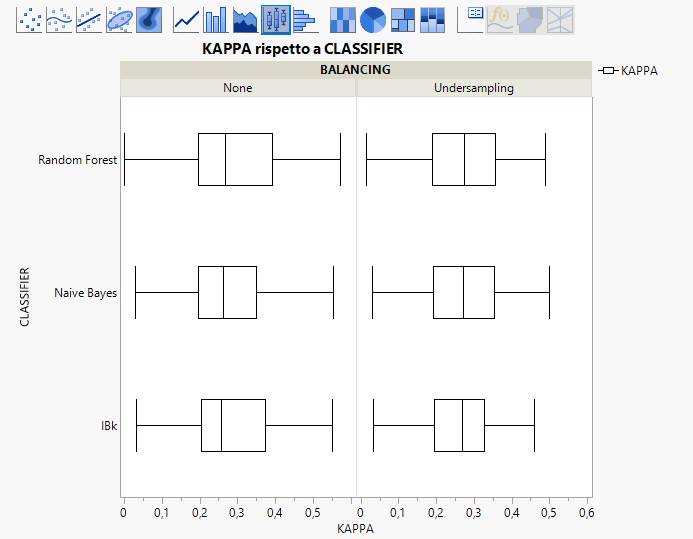 KAPPA rispetto a CLASSIFIER
BALANCING
None Undersampling
KAPPA
Random Forest
Naive Bayes
IBk
CLASSIFIER
0 0,1 0,2 0,3 0,4 0,5 0 0,1 0,2 0,3 0,4 0,5 0,6
KAPPA